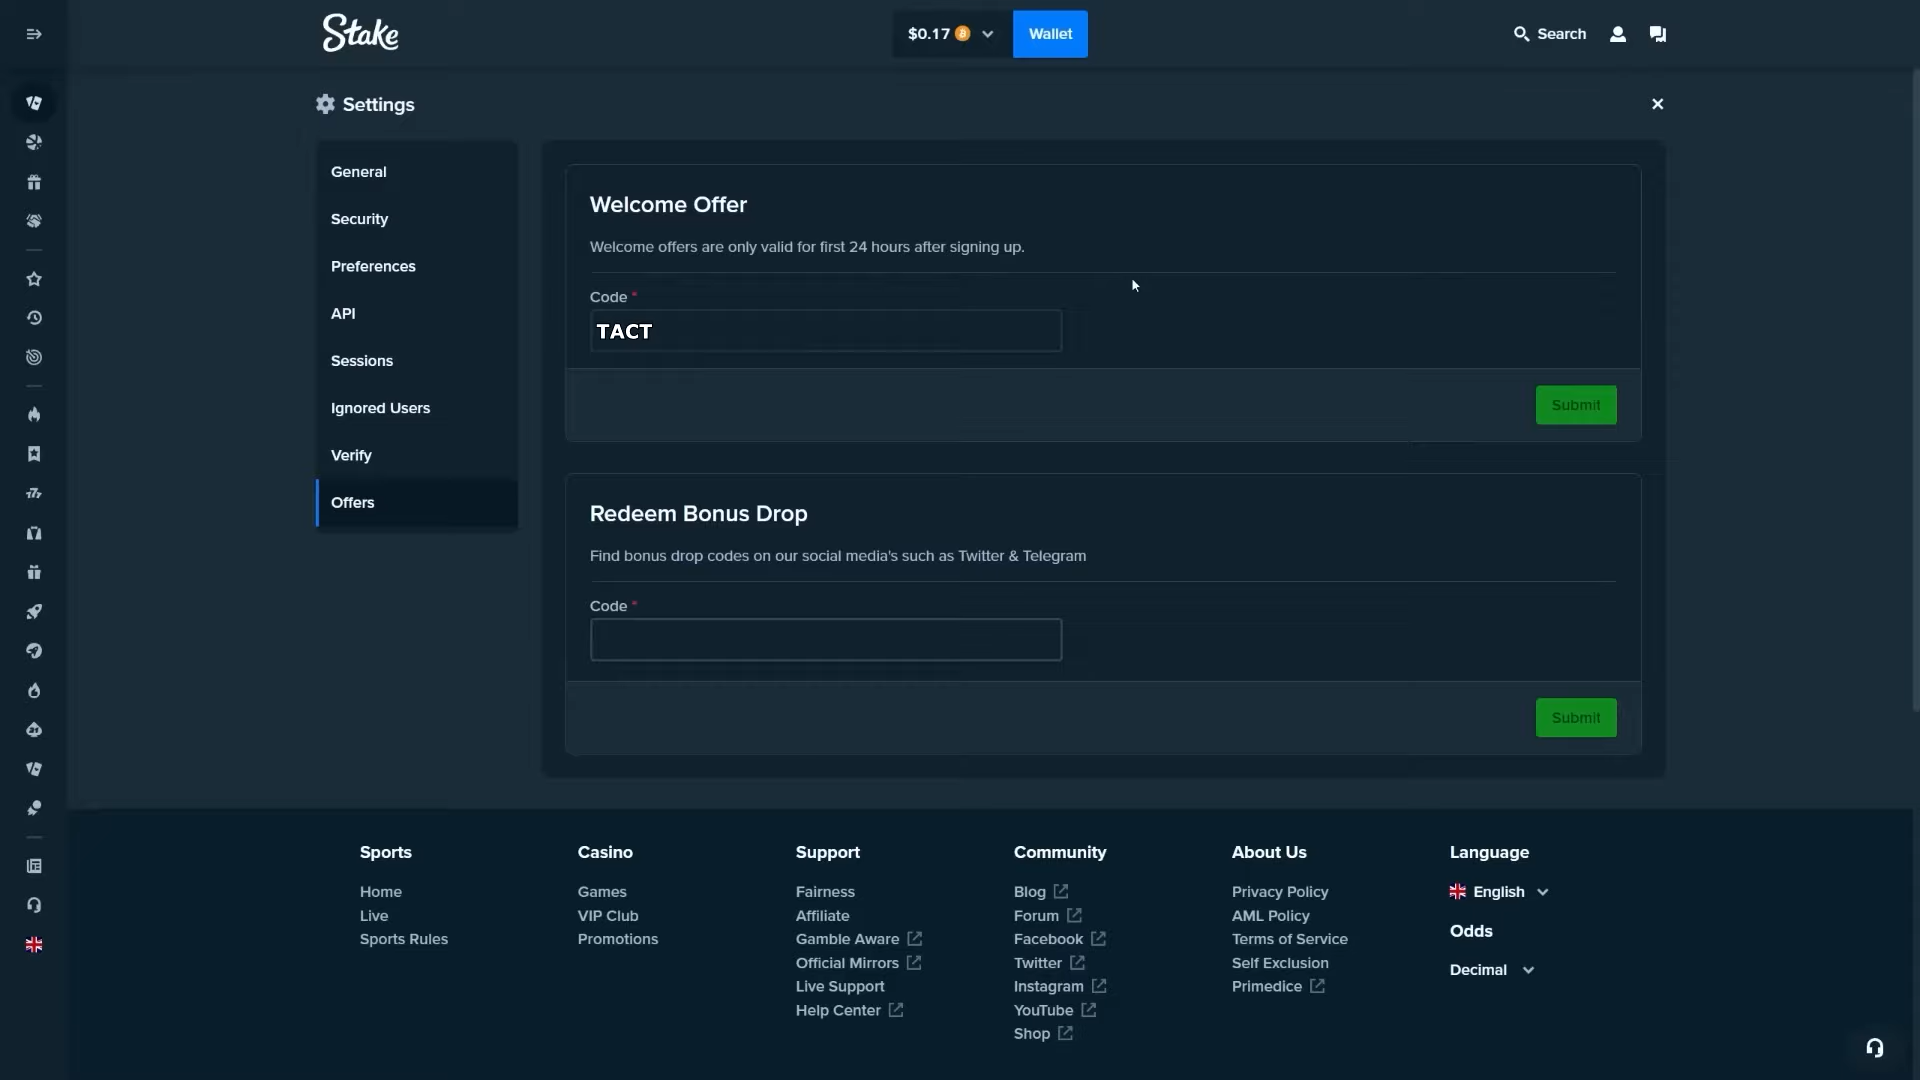 Stake
$0.17
Wallet
Search
Settings
General
Security
Preferences
API
Sessions
Ignored Users
Verify
Offers
Welcome Offer
Welcome offers are only valid for first 24 hours after signing up.
Code *
TACT
Submit
Redeem Bonus Drop
Find bonus drop codes on our social media's such as Twitter & Telegram
Code *
Submit
Sports
Home
Live
Sports Rules
Casino
Games
VIP Club
Promotions
Support
Fairness
Affiliate
Gamble Aware
Official Mirrors
Live Support
Help Center
Community
Blog
Forum
Facebook
Twitter
Instagram
YouTube
Shop
About Us
Privacy Policy
AML Policy
Terms of Service
Self Exclusion
Primedice
Language
English
Odds
Decimal